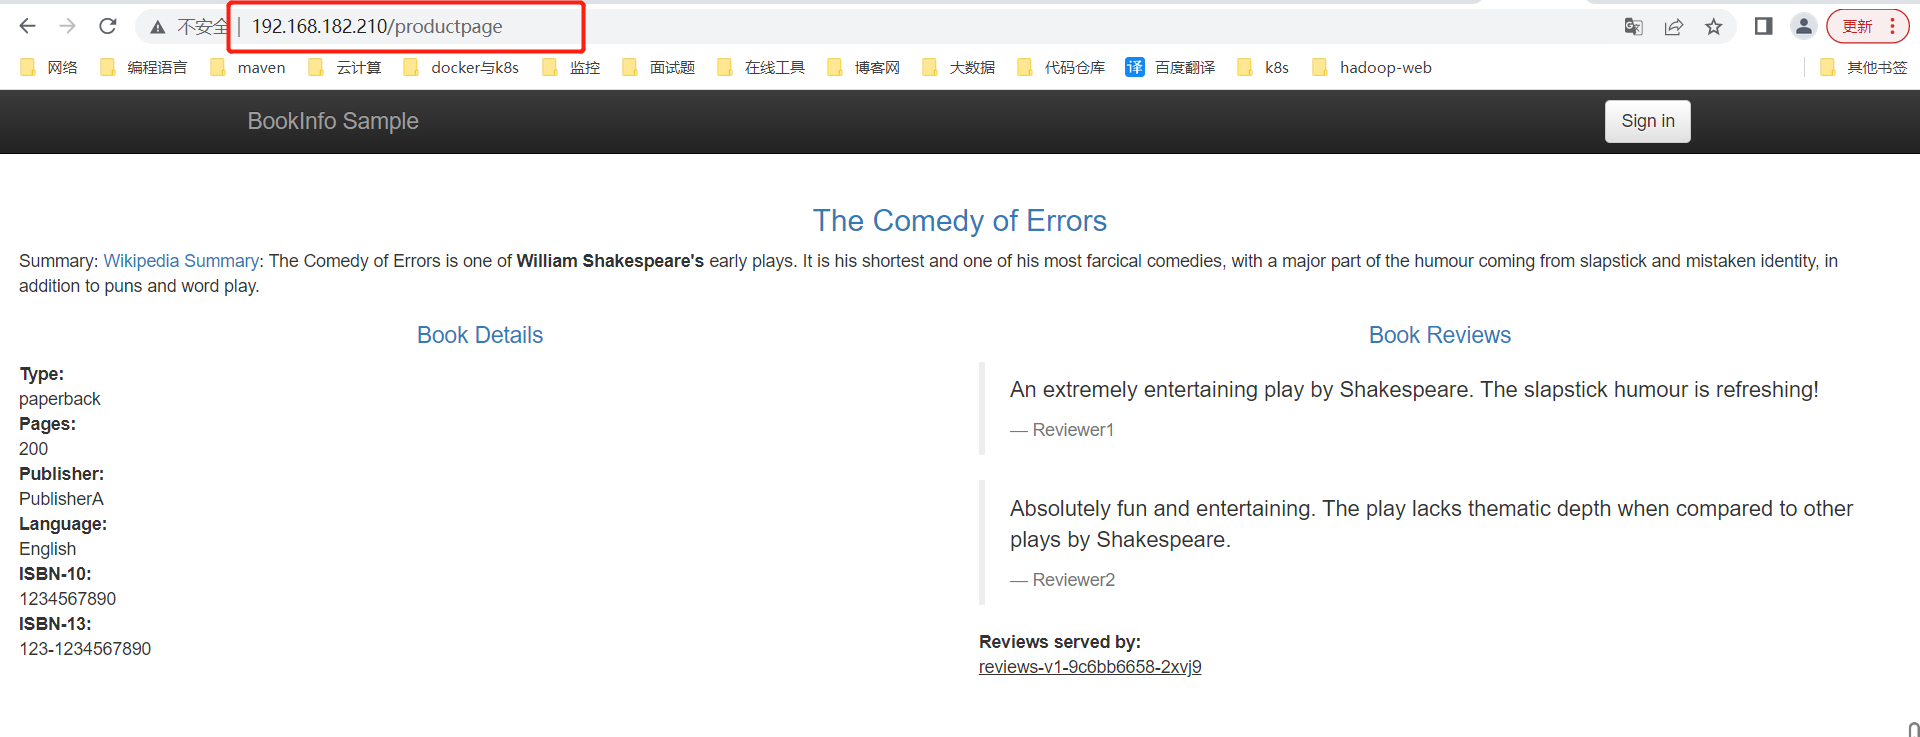 不安全 | 192.168.182.210/productpage
更新
网络 编程语言 maven 云计算 docker与k8s 监控 面试题 在线工具 博客网 大数据 代码仓库 译 百度翻译 k8s hadoop-web 其他书签
BookInfo Sample
Sign in
The Comedy of Errors
Summary: Wikipedia Summary: The Comedy of Errors is one of William Shakespeare's early plays. It is his shortest and one of his most farcical comedies, with a major part of the humour coming from slapstick and mistaken identity, in
addition to puns and word play.
Book Details
Type:
paperback
Pages:
200
Publisher:
PublisherA
Language:
English
ISBN-10:
1234567890
ISBN-13:
123-1234567890
Book Reviews
An extremely entertaining play by Shakespeare. The slapstick humour is refreshing!
— Reviewer1
Absolutely fun and entertaining. The play lacks thematic depth when compared to other
plays by Shakespeare.
— Reviewer2
Reviews served by:
reviews-v1-9c6bb6658-2xvj9